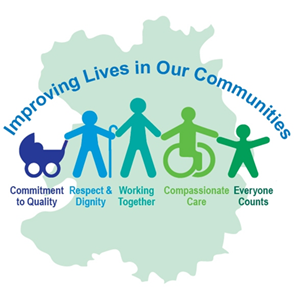 Improving Lives in Our Communities
Commitment
to Quality
Respect &
Dignity
Working
Together
Compassionate
Care
Everyone
Counts